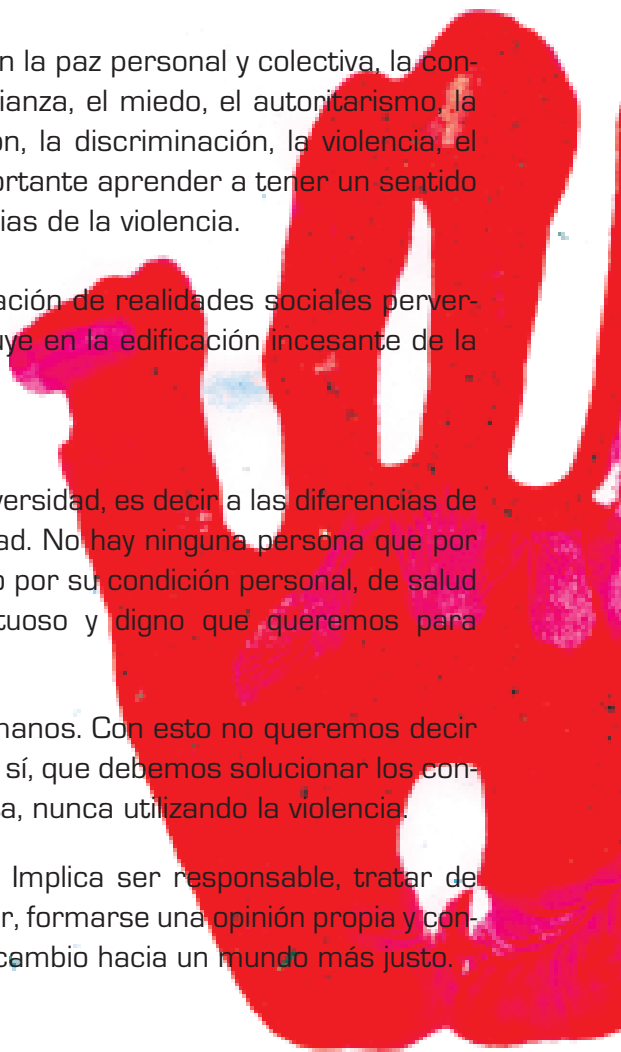 n la paz personal y colectiva, la con-
ianza, el miedo, el autoritarismo, la
n, la discriminación, la violencia, el
ortante aprender a tener un sentido
ias de la violencia.
ación de realidades sociales perver-
uye en la edificación incesante de la
versidad, es decir a las diferencias de
ad. No hay ninguna persona que por
o por su condición personal, de salud
tuoso y digno que queremos para
manos. Con esto no queremos decir
sí, que debemos solucionar los con-
ta, nunca utilizando la violencia.
Implica ser responsable, tratar de
r, formarse una opinión propia y con-
cambio hacia un mundo más justo.